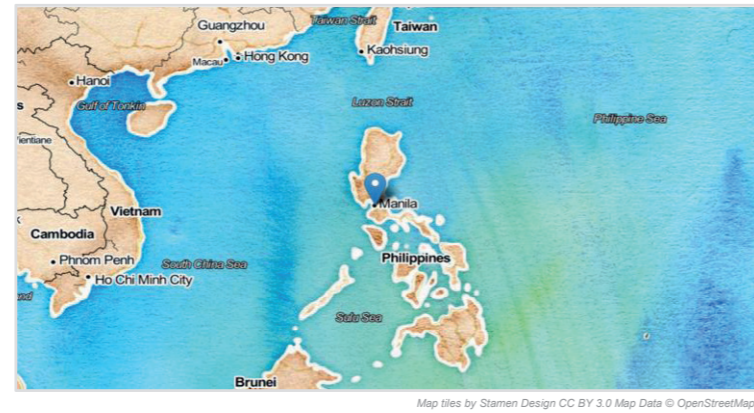 Taiwan Strait
Guangzhou
Taiwan
Kaohsiung
Macau
Hong Kong
Hanoi
Gulf of Tonkin
Luzon Strait
Philippine Sea
Vientiane
Manila
Vietnam
Cambodia
Philippines
Phnom Penh
South China Sea
Ho Chi Minh City
Sulu Sea
Brunei
Map tiles by Stamen Design CC BY 3.0 Map Data © OpenStreetMap